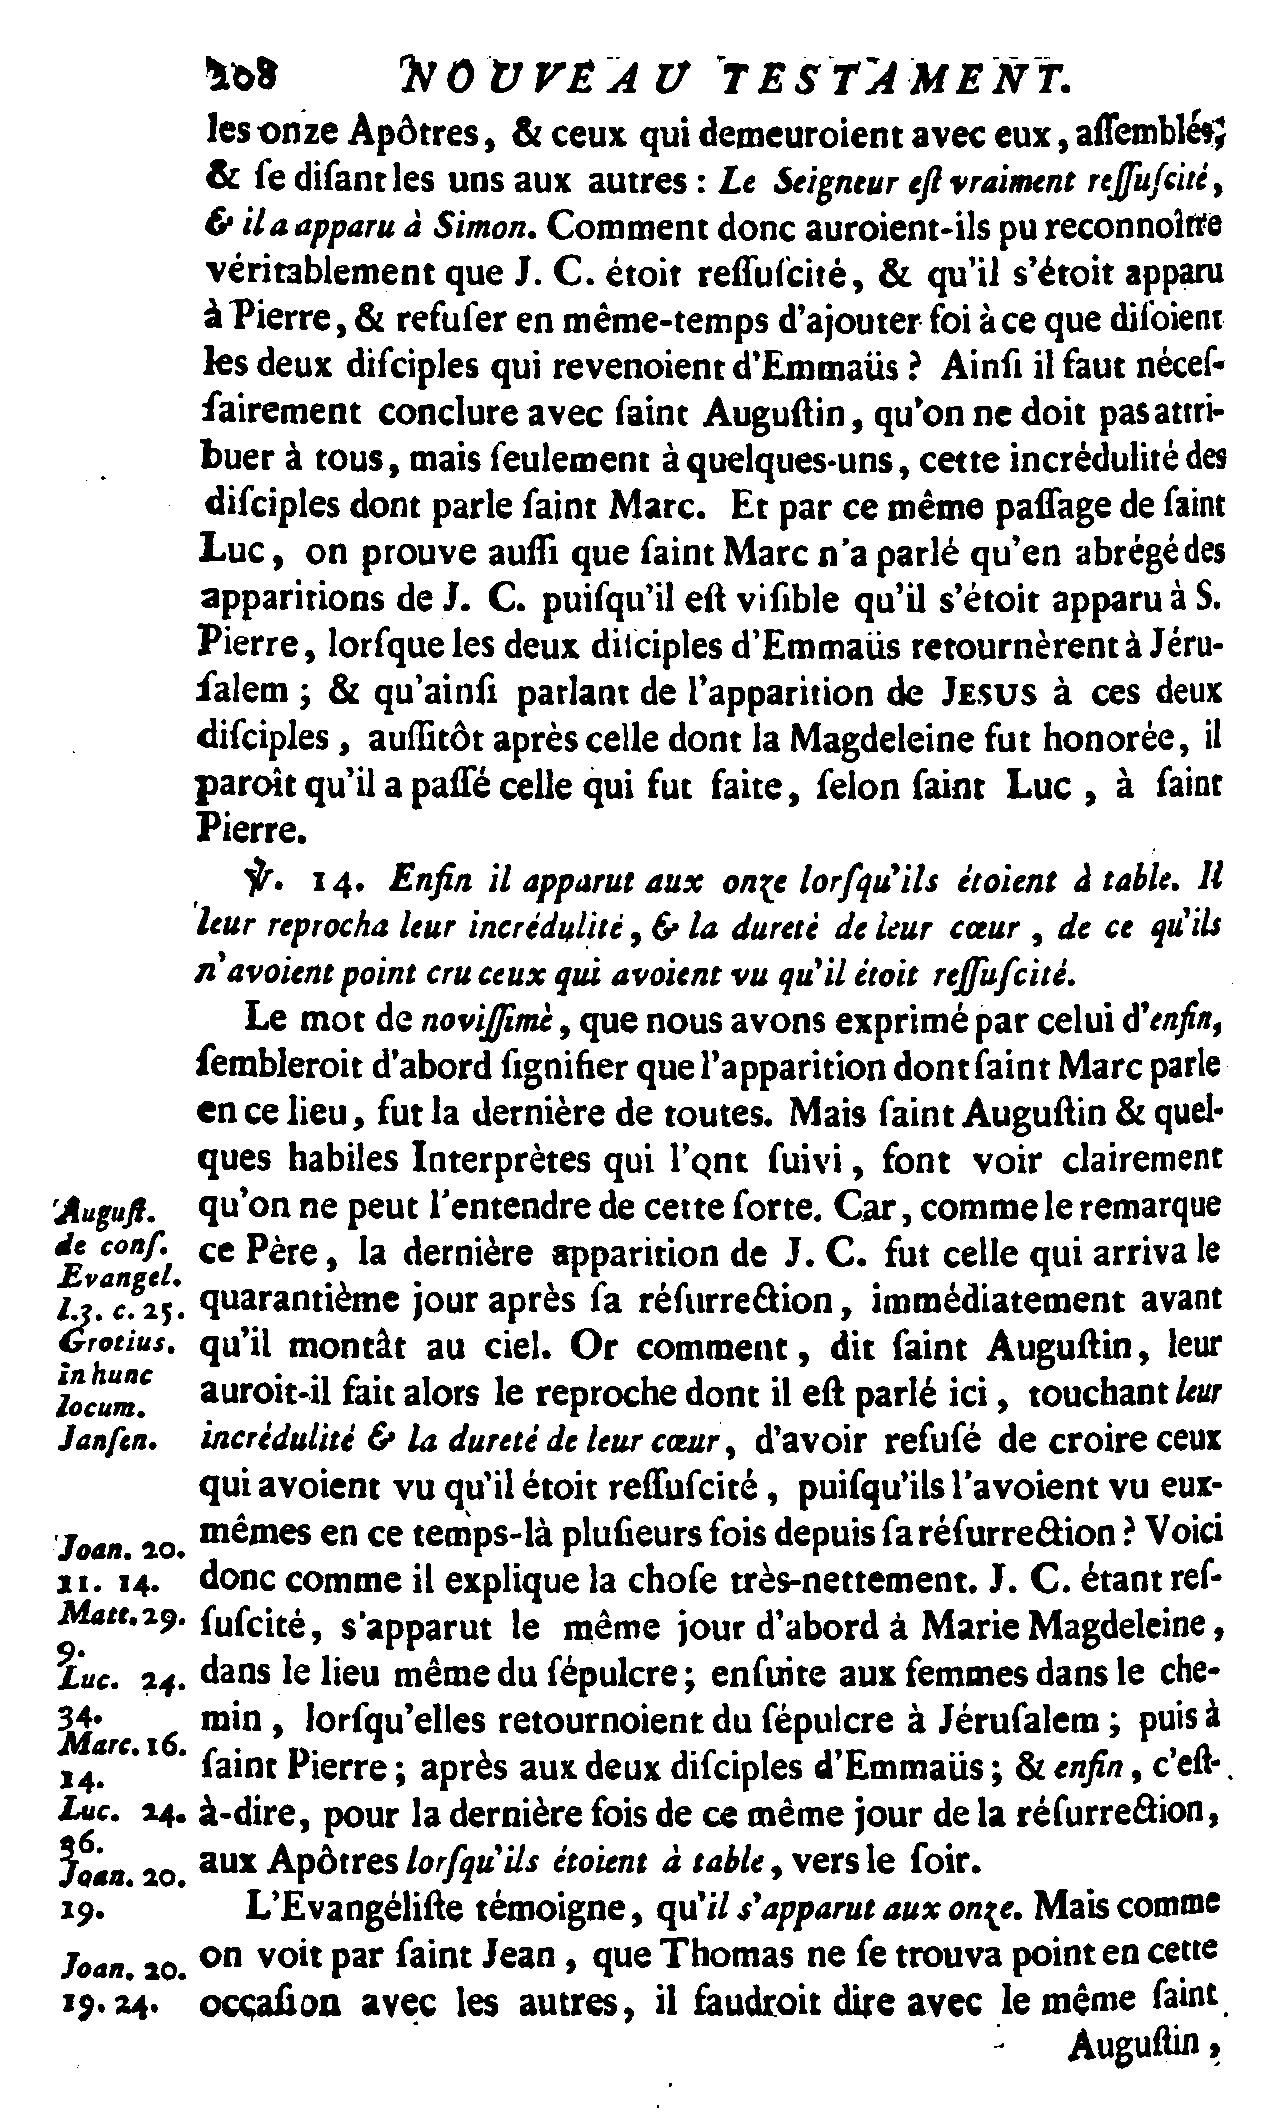 208 NOUVEAU TESTAMENT.
les onze Apôtres, & ceux qui demeuroient avec eux, aſſemblés;
& ſe diſant les uns aux autres : Le Seigneur eſt vraiment reſſuſcité,
& il a apparu à Simon. Comment donc auroient-ils pu reconnoître
véritablement que J. C. étoit reſſuſcité, & qu'il s'étoit apparu
à Pierre, & refuſer en même-temps d'ajouter foi à ce que diſoient
les deux diſciples qui revenoient d'Emmaüs ? Ainſi il faut néceſ-
ſairement conclure avec ſaint Auguſtin, qu'on ne doit pas attri-
buer à tous, mais ſeulement à quelques-uns, cette incrédulité des
diſciples dont parle ſaint Marc. Et par ce même paſſage de ſaint
Luc, on prouve auſſi que ſaint Marc n'a parlé qu'en abrégé des
apparitions de J. C. puiſqu'il eſt viſible qu'il s'étoit apparu à S.
Pierre, lorſque les deux diſciples d'Emmaüs retournèrent à Jéru-
ſalem ; & qu'ainſi parlant de l'apparition de JESUS à ces deux
diſciples, auſſitôt après celle dont la Magdeleine fut honorée, il
paroît qu'il a paſſé celle qui fut faite, ſelon ſaint Luc, à ſaint
Pierre.
℣. 14. Enfin il apparut aux onze lorſqu'ils étoient à table. Il
leur reprocha leur incrédulité, & la dureté de leur cœur, de ce qu'ils
n'avoient point cru ceux qui avoient vu qu'il étoit reſſuſcité.
Le mot de noviſſimè, que nous avons exprimé par celui d'enfin,
ſembleroit d'abord ſignifier que l'apparition dont ſaint Marc parle
en ce lieu, fut la dernière de toutes. Mais ſaint Auguſtin & quel-
ques habiles Interprètes qui l'ont ſuivi, font voir clairement
qu'on ne peut l'entendre de cette ſorte. Car, comme le remarque
ce Père, la dernière apparition de J. C. fut celle qui arriva le
quarantième jour après ſa réſurrection, immédiatement avant
qu'il montât au ciel. Or comment, dit ſaint Auguſtin, leur
auroit-il fait alors le reproche dont il eſt parlé ici, touchant leur
incrédulité & la dureté de leur cœur, d'avoir refuſé de croire ceux
qui avoient vu qu'il étoit reſſuſcité, puiſqu'ils l'avoient vu eux-
mêmes en ce temps-là pluſieurs fois depuis ſa réſurrection ? Voici
donc comme il explique la choſe très-nettement. J. C. étant reſ-
ſuſcité, s'apparut le même jour d'abord à Marie Magdeleine,
dans le lieu même du ſépulcre ; enſuite aux femmes dans le che-
min, lorſqu'elles retournoient du ſépulcre à Jéruſalem ; puis à
ſaint Pierre ; après aux deux diſciples d'Emmaüs ; & enfin, c'eſt-
à-dire, pour la dernière fois de ce même jour de la réſurrection,
aux Apôtres lorſqu'ils étoient à table, vers le ſoir.
L'Evangéliſte témoigne, qu'il s'apparut aux onze. Mais comme
on voit par ſaint Jean, que Thomas ne ſe trouva point en cette
occaſion avec les autres, il faudroit dire avec le même ſaint
Auguſtin,
Auguſt.
de conſ.
Evangel.
l.3. c. 25.
Grotius.
in hunc
locum.
Janſen.
Joan. 20.
11. 14.
Matt. 29.
9.
Luc. 24.
34.
Marc. 16.
14.
Luc. 24.
36.
Joan. 20.
19.
Joan. 20.
19. 24.